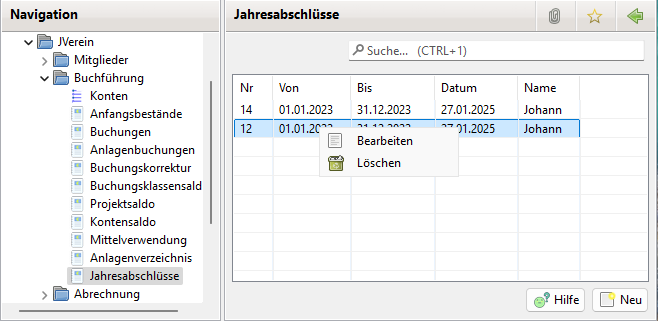 Navigation
JVerein
Mitglieder
Buchführung
Konten
Anfangsbestände
Buchungen
Anlagenbuchungen
Buchungskorrektur
Buchungsklassensald
Projektsaldo
Kontensaldo
Mittelverwendung
Anlagenverzeichnis
Jahresabschlüsse
Abrechnung
Jahresabschlüsse
Suche... (CTRL+1)
Nr Von Bis Datum Name
14 01.01.2023 31.12.2023 27.01.2025 Johann
12 01.01.2022 31.12.2022 27.01.2025 Johann
Bearbeiten
Löschen
Hilfe Neu